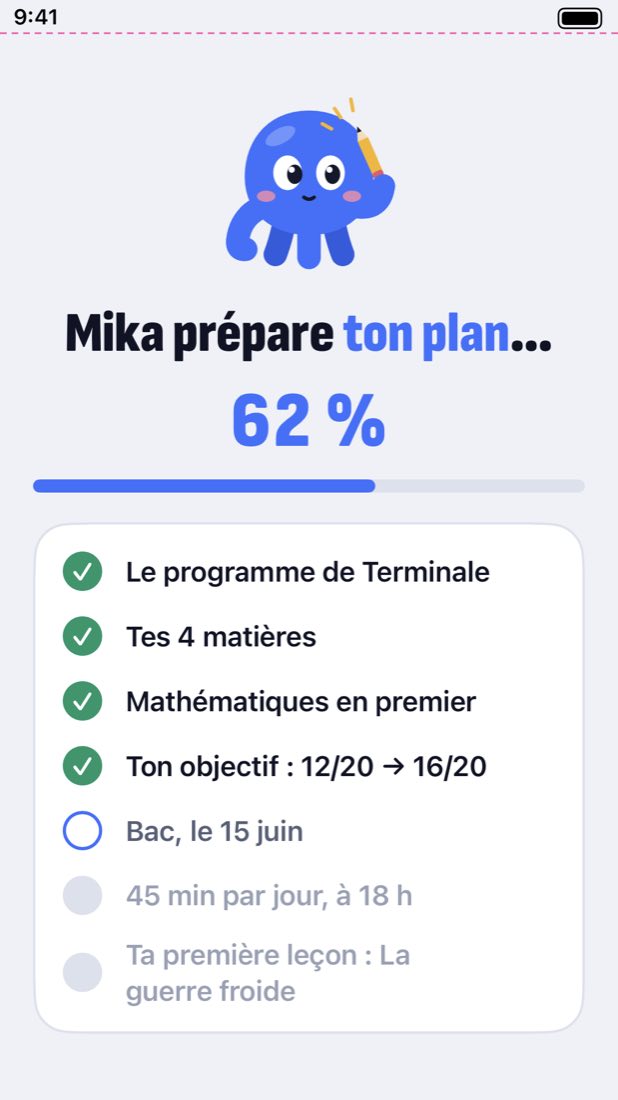 9:41
Mika prépare ton plan...
62 %
Le programme de Terminale
Tes 4 matières
Mathématiques en premier
Ton objectif : 12/20 → 16/20
Bac, le 15 juin
45 min par jour, à 18 h
Ta première leçon : La
guerre froide